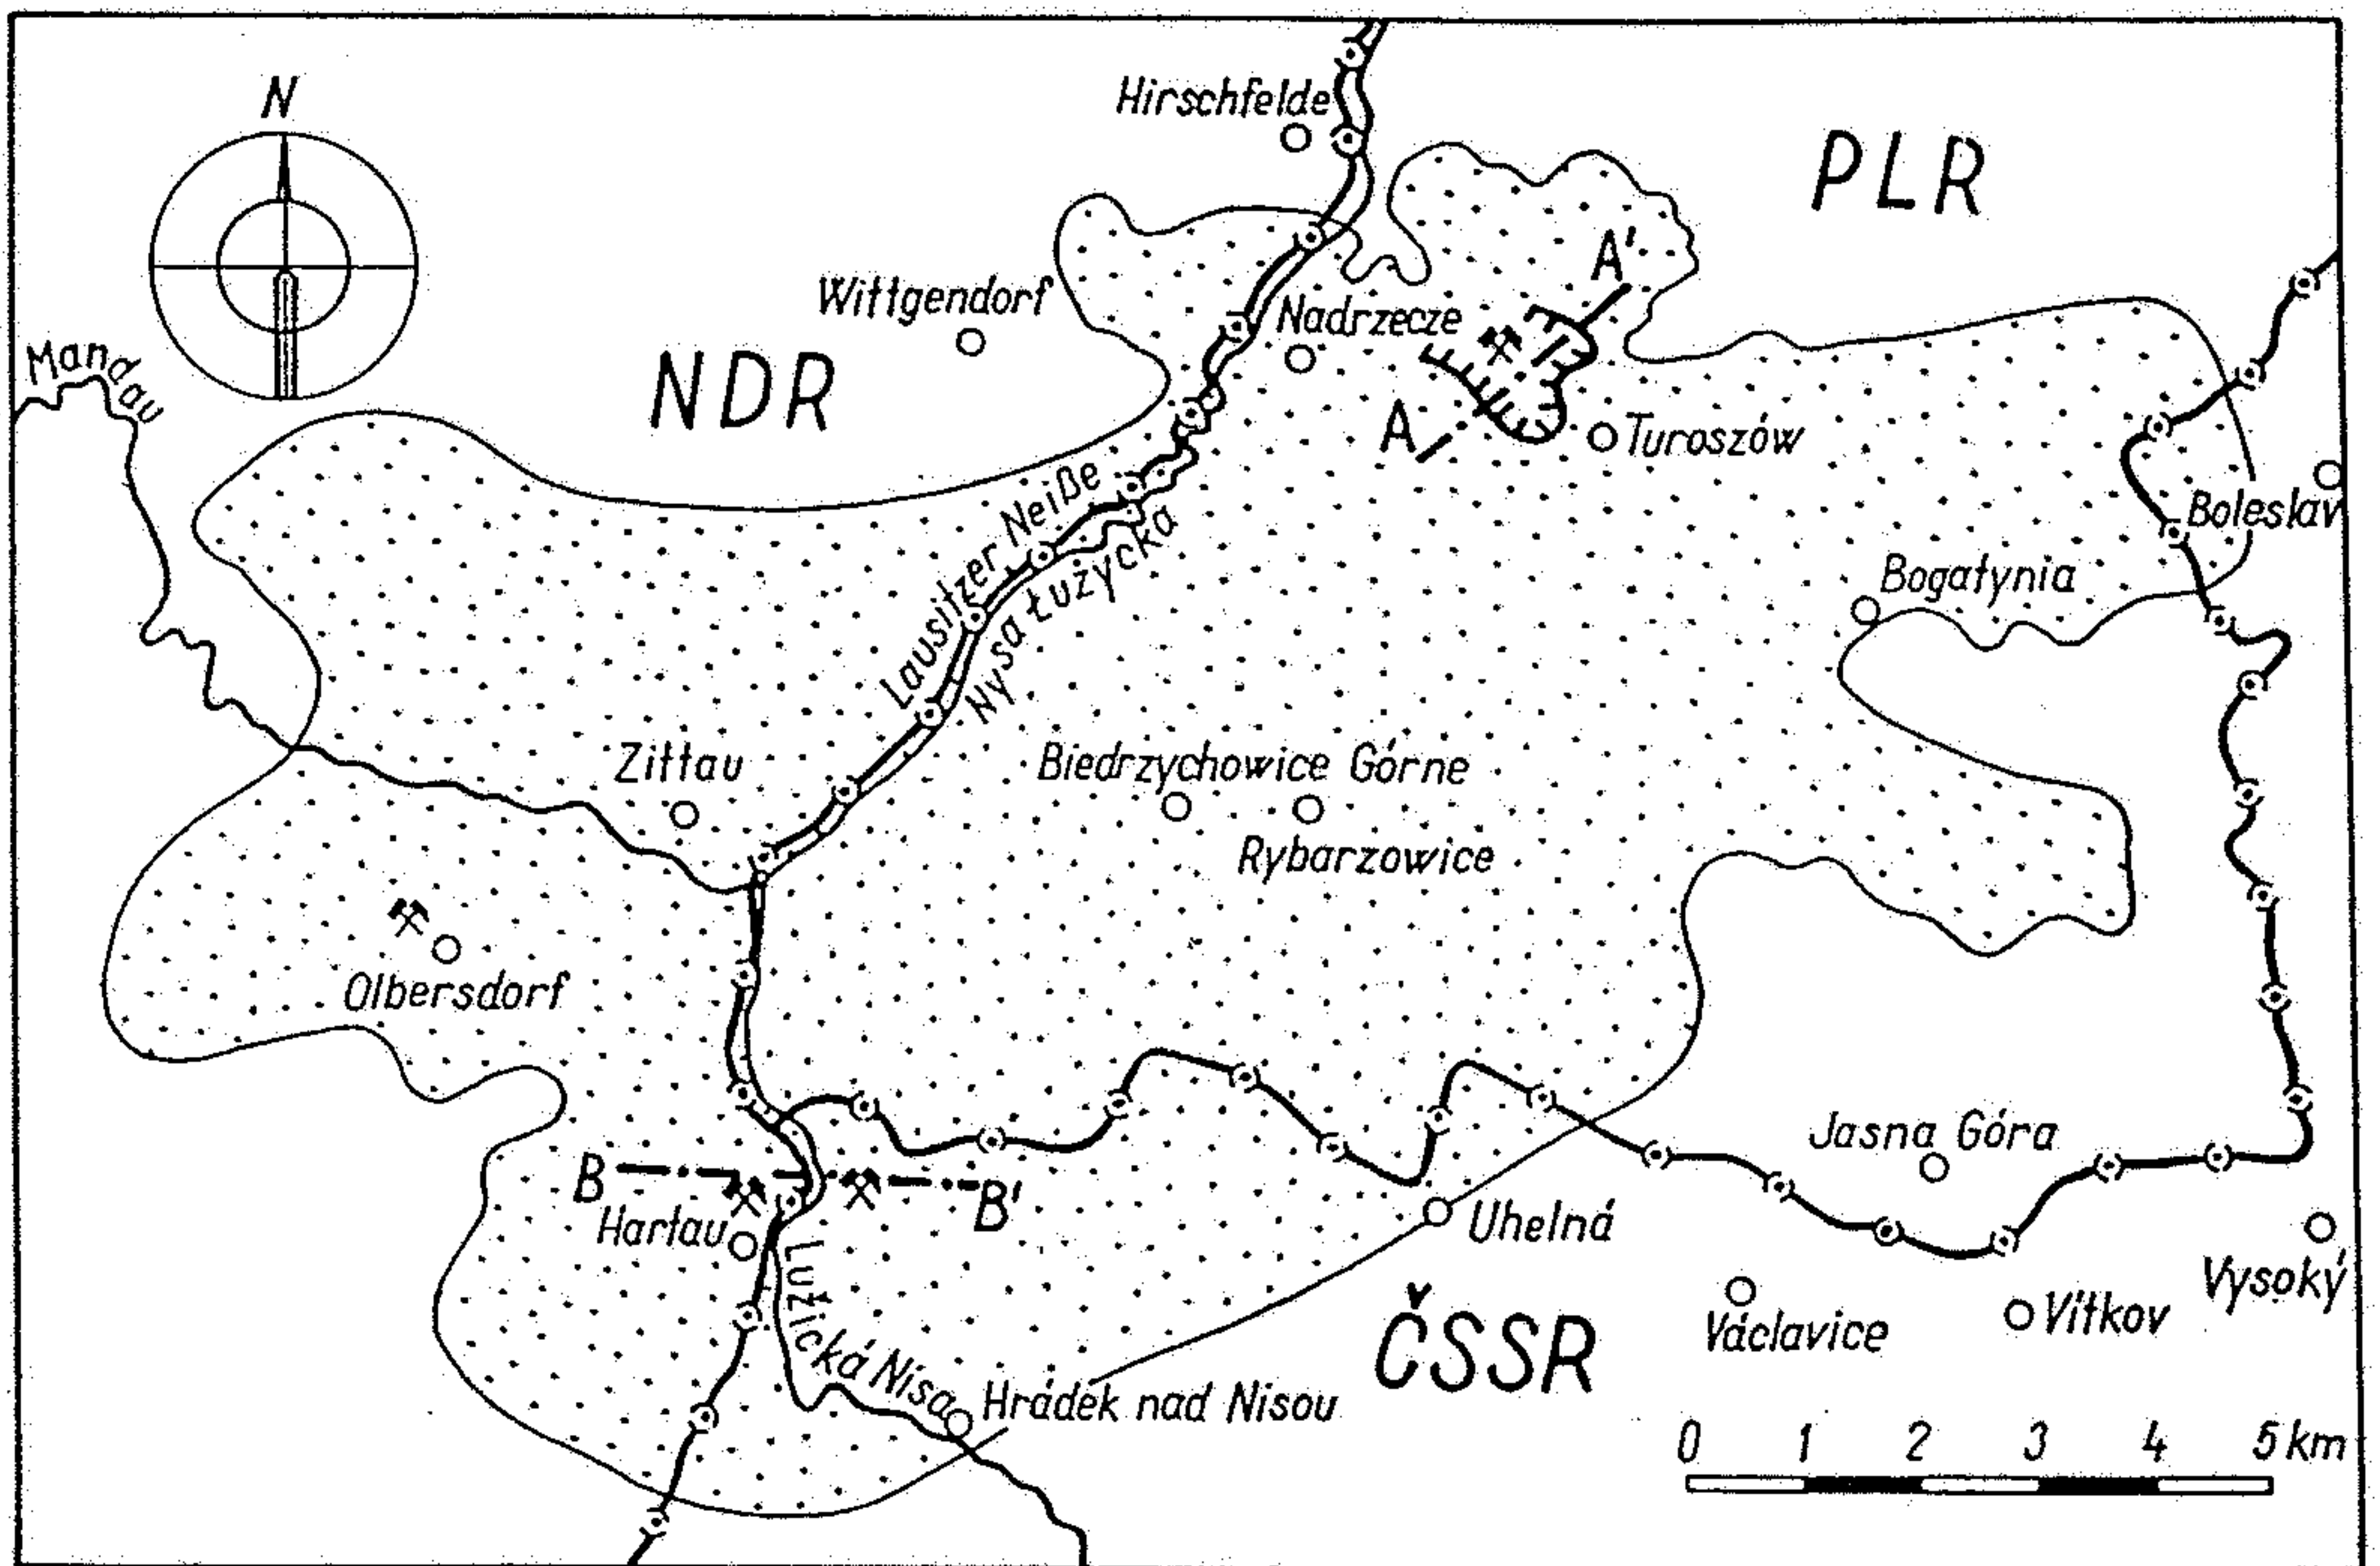 N
Hirschfelde
PLR
A'
Wittgendorf
Nadrzecze
Mandau
NDR
A
Turoszów
Lausitzer Neiße
Nysa Łużycka
Boleslav
Bogatynia
Zittau
Biedrzychowice Górne
Rybarzowice
Olbersdorf
Jasna Góra
B
B'
Hartau
Uhelná
Lužická Nisa
Vysoký
Václavice
Vítkov
ČSSR
Hrádek nad Nisou
0 1 2 3 4 5 km